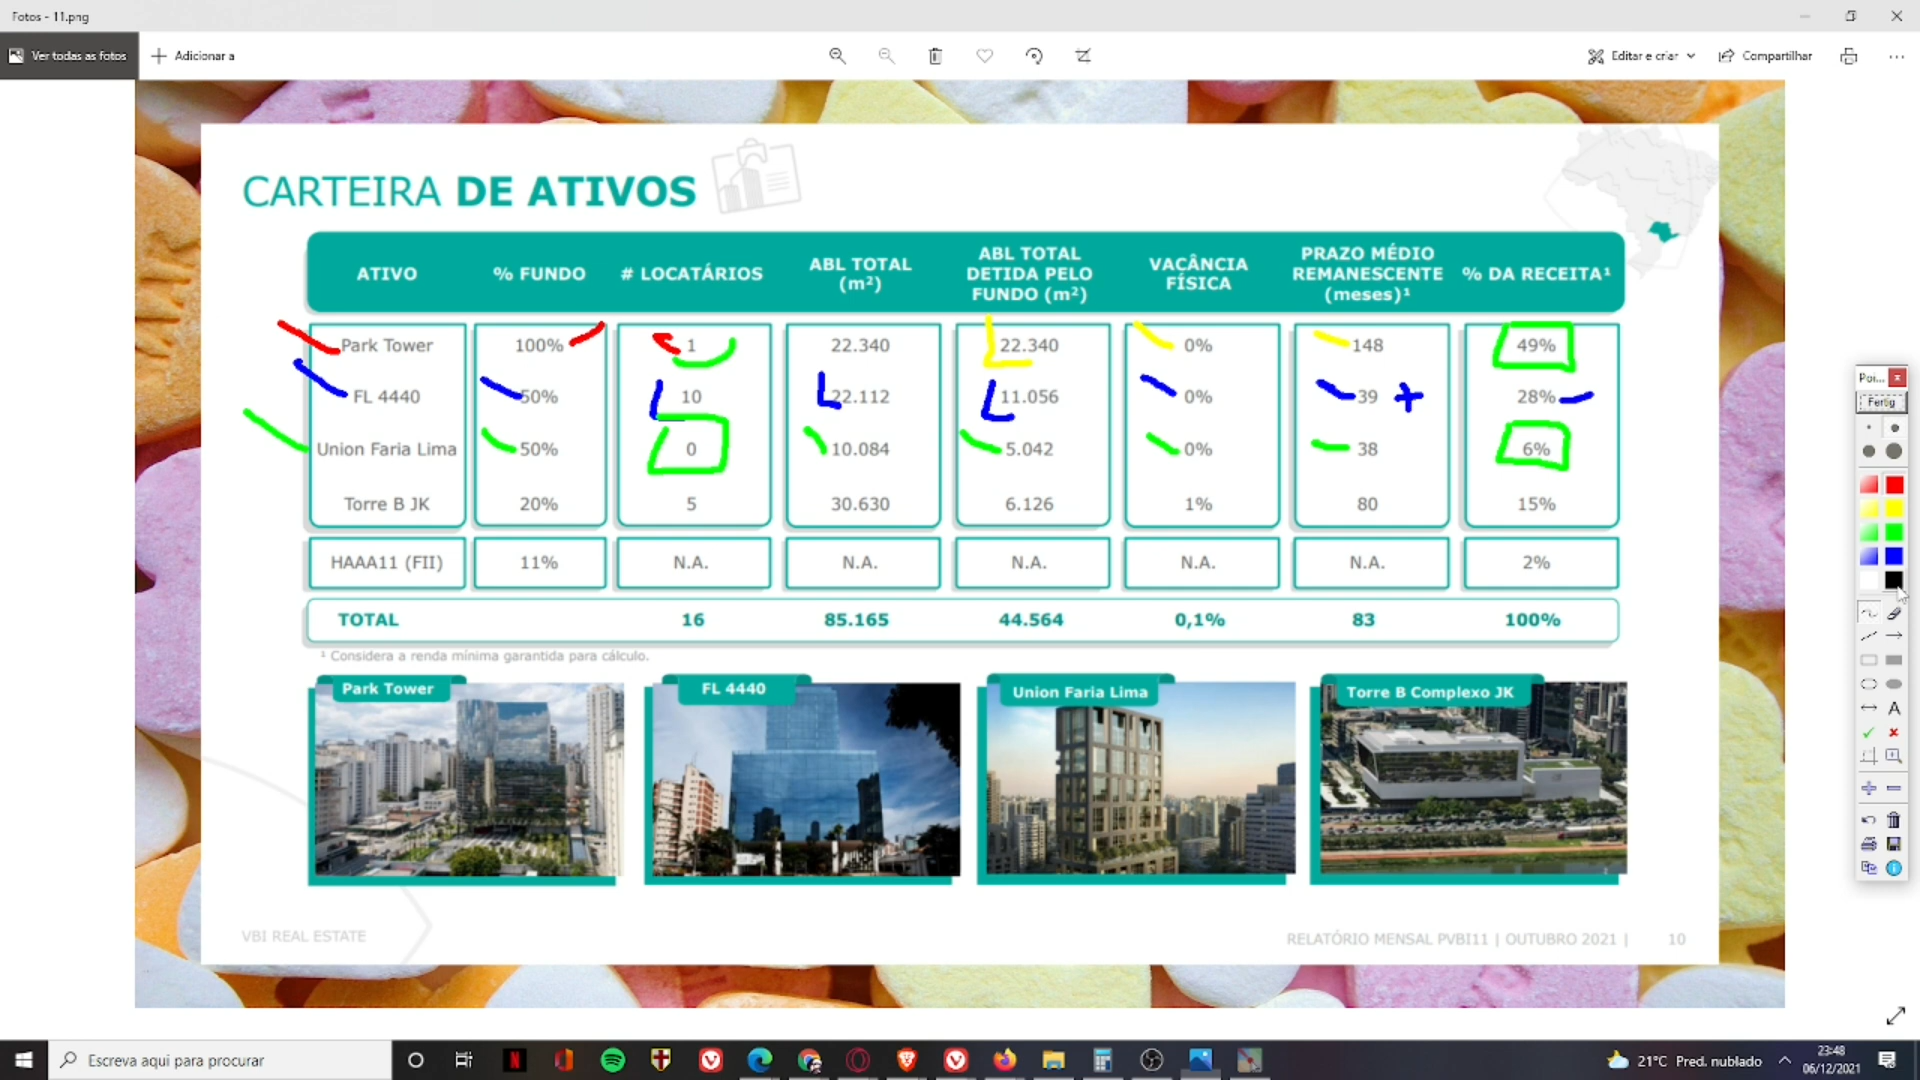 Fotos - 11.png
Ver todas as fotos
Adicionar a
Editar e criar
Compartilhar
CARTEIRA DE ATIVOS
ATIVO
% FUNDO
# LOCATÁRIOS
ABL TOTAL
(m²)
ABL TOTAL
DETIDA PELO
FUNDO (m²)
VACÂNCIA
FÍSICA
PRAZO MÉDIO
REMANESCENTE
(meses)¹
% DA RECEITA¹
Park Tower 100% 1 22.340 22.340 0% 148 49%
FL 4440 50% 10 22.112 11.056 0% 39 28%
Union Faria Lima 50% 0 10.084 5.042 0% 38 6%
Torre B JK 20% 5 30.630 6.126 1% 80 15%
HAAA11 (FII) 11% N.A. N.A. N.A. N.A. N.A. 2%
TOTAL 16 85.165 44.564 0,1% 83 100%
¹ Considera a renda mínima garantida para cálculo.
Park Tower
FL 4440
Union Faria Lima
Torre B Complexo JK
VBI REAL ESTATE
RELATÓRIO MENSAL PVBI11 | OUTUBRO 2021 | 10
Poi...
Fertig
A
Escreva aqui para procurar
21°C Pred. nublado
23:48
06/12/2021